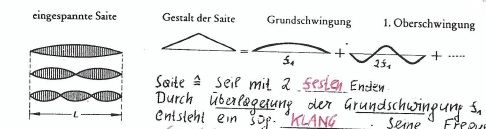 eingespannte Saite Gestalt der Saite Grundschwingung 1. Oberschwingung
= + + .....
f₁ 2f₁
L
Saite ≙ Seil mit 2 festen Enden.
Durch Überlagerung der Grundschwingung f₁
entsteht ein sog. KLANG. Seine